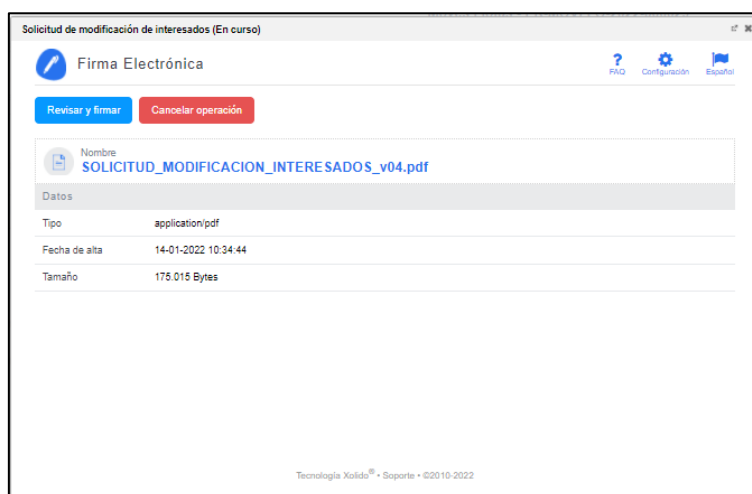 Solicitud de modificación de interesados (En curso)
Firma Electrónica
FAQ Configuración Español
Revisar y firmar Cancelar operación
Nombre
SOLICITUD_MODIFICACION_INTERESADOS_v04.pdf
Datos
Tipo application/pdf
Fecha de alta 14-01-2022 10:34:44
Tamaño 175.015 Bytes
Tecnología Xolido® • Soporte • ©2010-2022